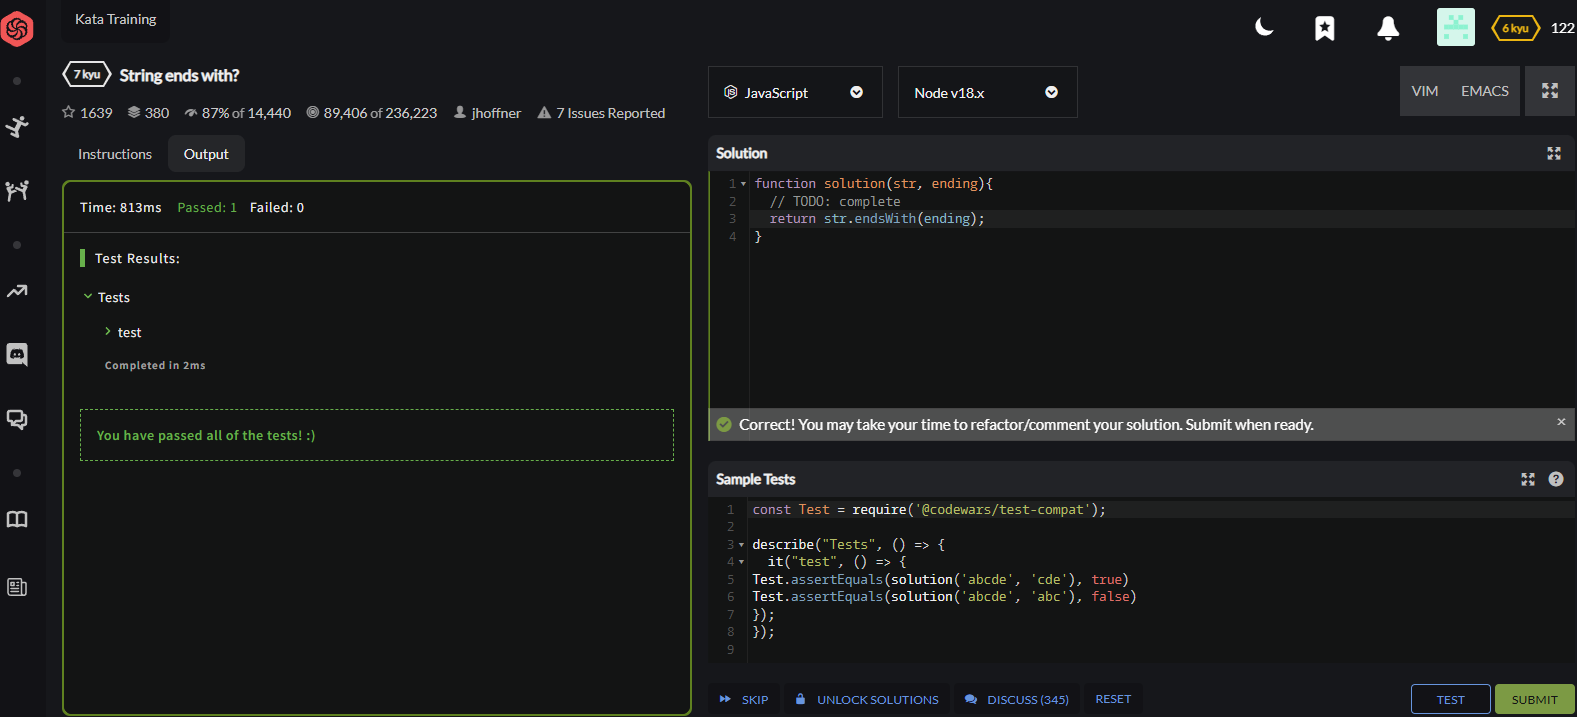 Kata Training
6 kyu 122
7 kyu String ends with?
1639 380 87% of 14,440 89,406 of 236,223 jhoffner 7 Issues Reported
Instructions Output
Time: 813ms Passed: 1 Failed: 0
Test Results:
Tests
test
Completed in 2ms
You have passed all of the tests! :)
JavaScript Node v18.x VIM EMACS
Solution
1 function solution(str, ending){
2 // TODO: complete
3 return str.endsWith(ending);
4 }
Correct! You may take your time to refactor/comment your solution. Submit when ready. ×
Sample Tests ?
1 const Test = require('@codewars/test-compat');
2
3 describe("Tests", () => {
4 it("test", () => {
5 Test.assertEquals(solution('abcde', 'cde'), true)
6 Test.assertEquals(solution('abcde', 'abc'), false)
7 });
8 });
9
SKIP UNLOCK SOLUTIONS DISCUSS (345) RESET TEST SUBMIT